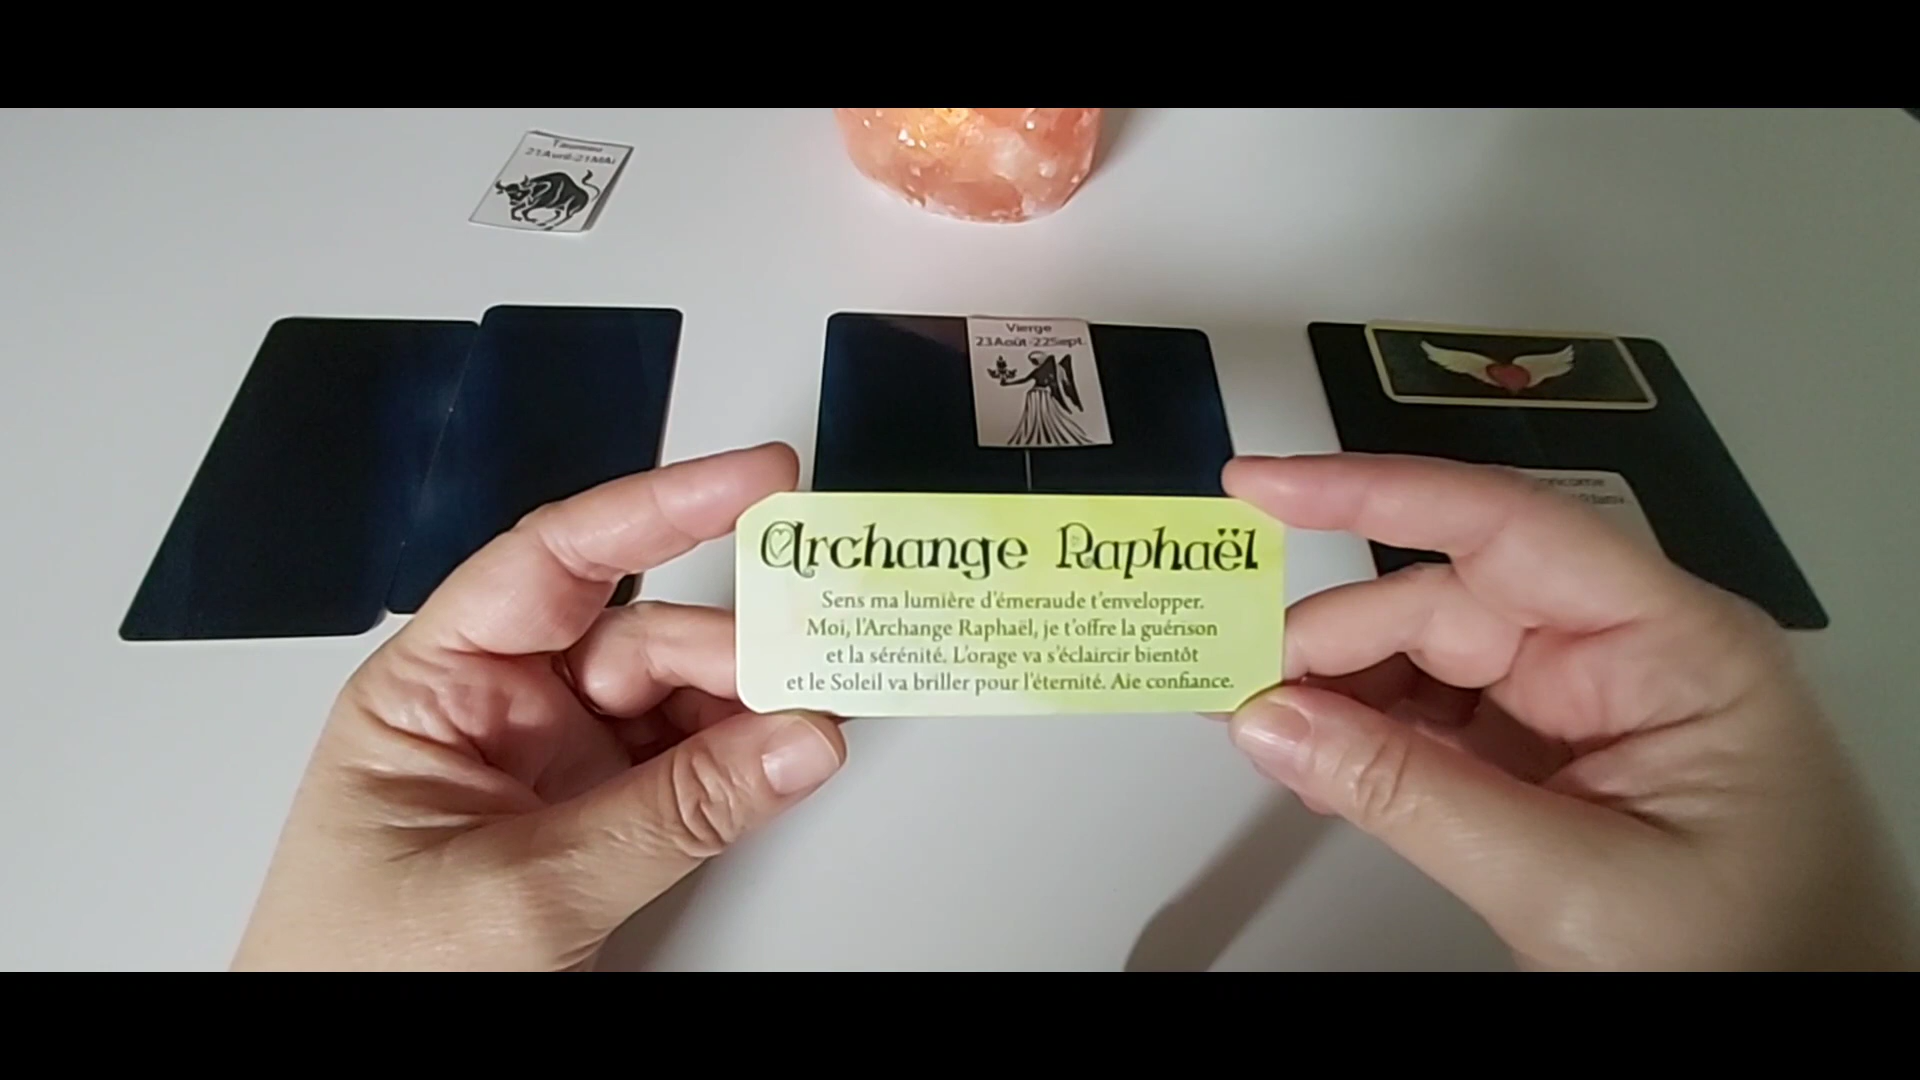 Taureau
21Avril-21MAi
Vierge
23Août-22Sept.
Archange Raphaël
Sens ma lumière d'émeraude t'envelopper.
Moi, l'Archange Raphaël, je t'offre la guérison
et la sérénité. L'orage va s'éclaircir bientôt
et le Soleil va briller pour l'éternité. Aie confiance.